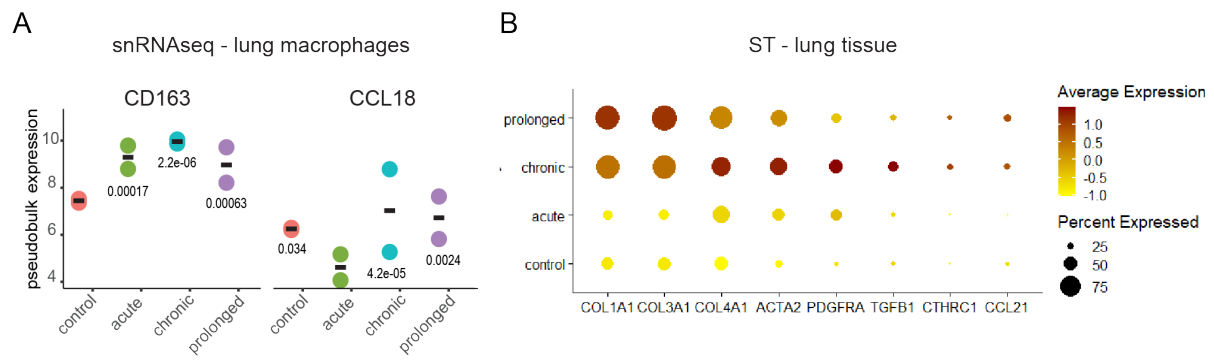 A
snRNAseq - lung macrophages
CD163
CCL18
pseudobulk expression
10
8
6
4
0.00017
2.2e-06
0.00063
0.034
4.2e-05
0.0024
control
acute
chronic
prolonged
control
acute
chronic
prolonged
B
ST - lung tissue
prolonged
chronic
acute
control
COL1A1 COL3A1 COL4A1 ACTA2 PDGFRA TGFB1 CTHRC1 CCL21
Average Expression
1.0
0.5
0.0
-0.5
-1.0
Percent Expressed
25
50
75